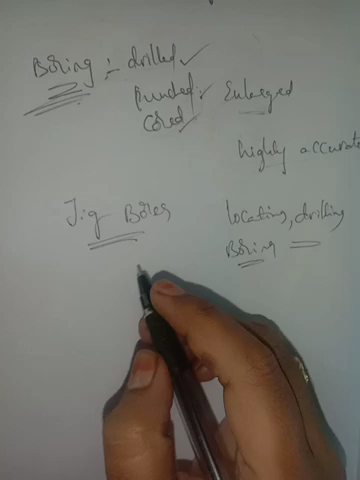 Boring :- drilled
Punched Enlarged
Cored
highly accurate
Jig Bores locating, drilling
Boring